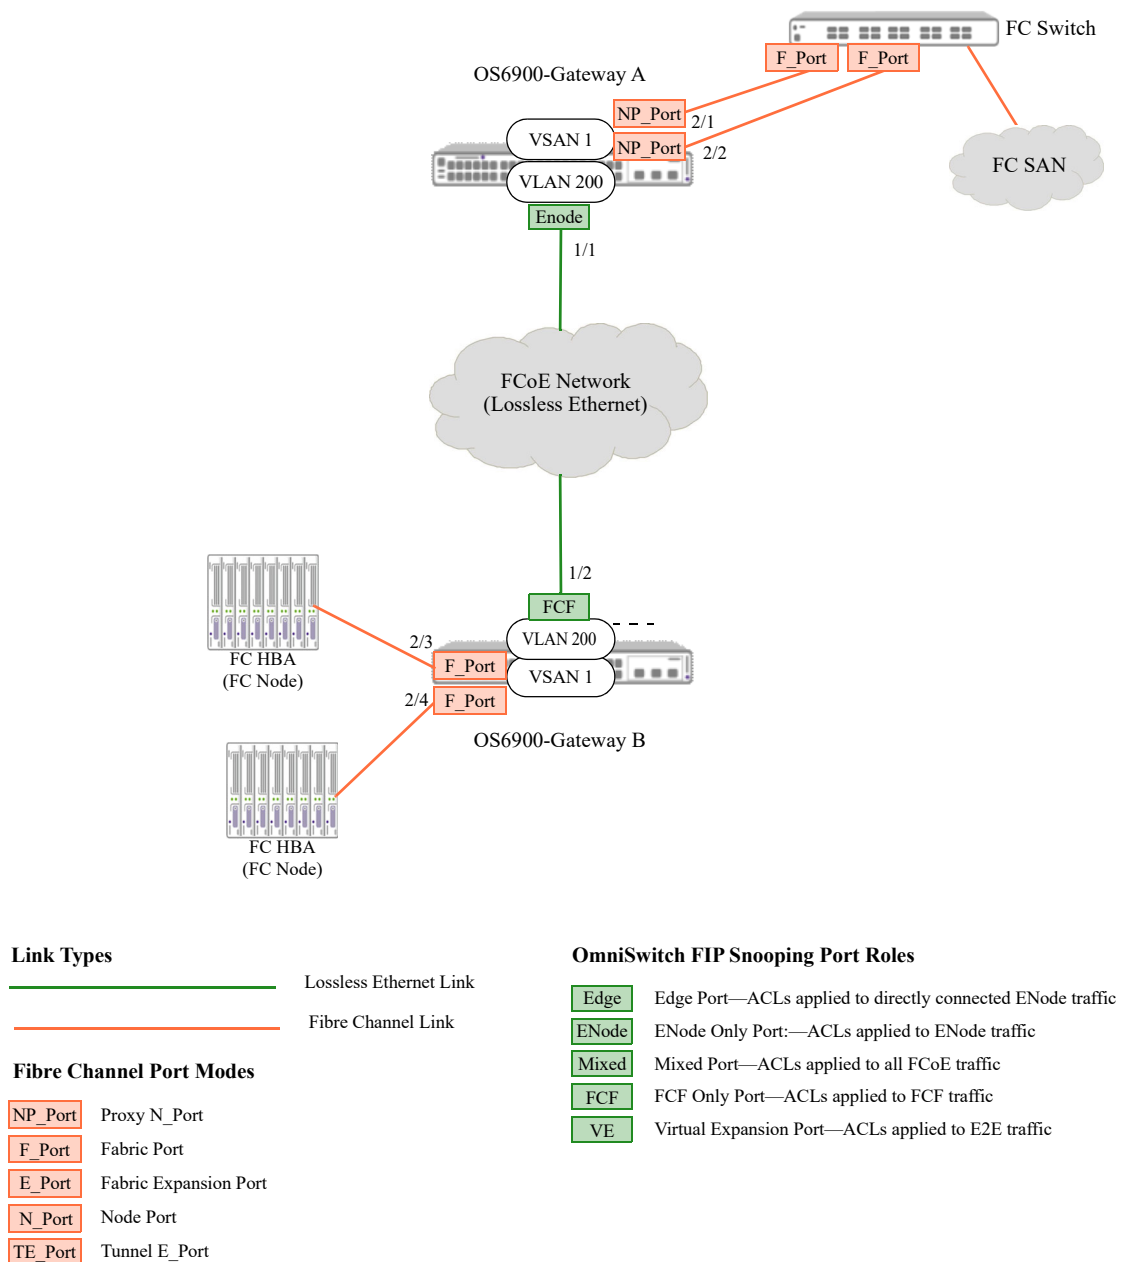 FC Switch
F_Port
F_Port
OS6900-Gateway A
NP_Port
2/1
VSAN 1
NP_Port
2/2
FC SAN
VLAN 200
Enode
1/1
FCoE Network
(Lossless Ethernet)
1/2
FCF
VLAN 200
2/3
FC HBA
(FC Node)
F_Port
VSAN 1
2/4
F_Port
OS6900-Gateway B
FC HBA
(FC Node)
Link Types
Lossless Ethernet Link
Fibre Channel Link
Fibre Channel Port Modes
NP_Port Proxy N_Port
F_Port Fabric Port
E_Port Fabric Expansion Port
N_Port Node Port
TE_Port Tunnel E_Port
OmniSwitch FIP Snooping Port Roles
Edge Edge Port—ACLs applied to directly connected ENode traffic
ENode ENode Only Port:—ACLs applied to ENode traffic
Mixed Mixed Port—ACLs applied to all FCoE traffic
FCF FCF Only Port—ACLs applied to FCF traffic
VE Virtual Expansion Port—ACLs applied to E2E traffic